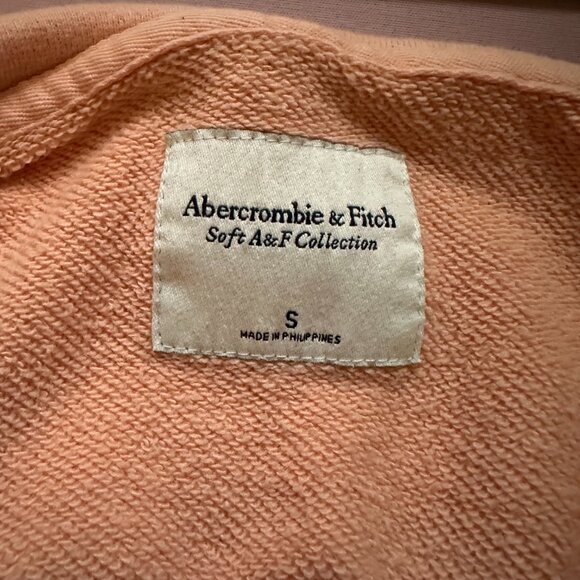 Abercrombie & Fitch
Soft A&F Collection
S
MADE IN PHILIPPINES